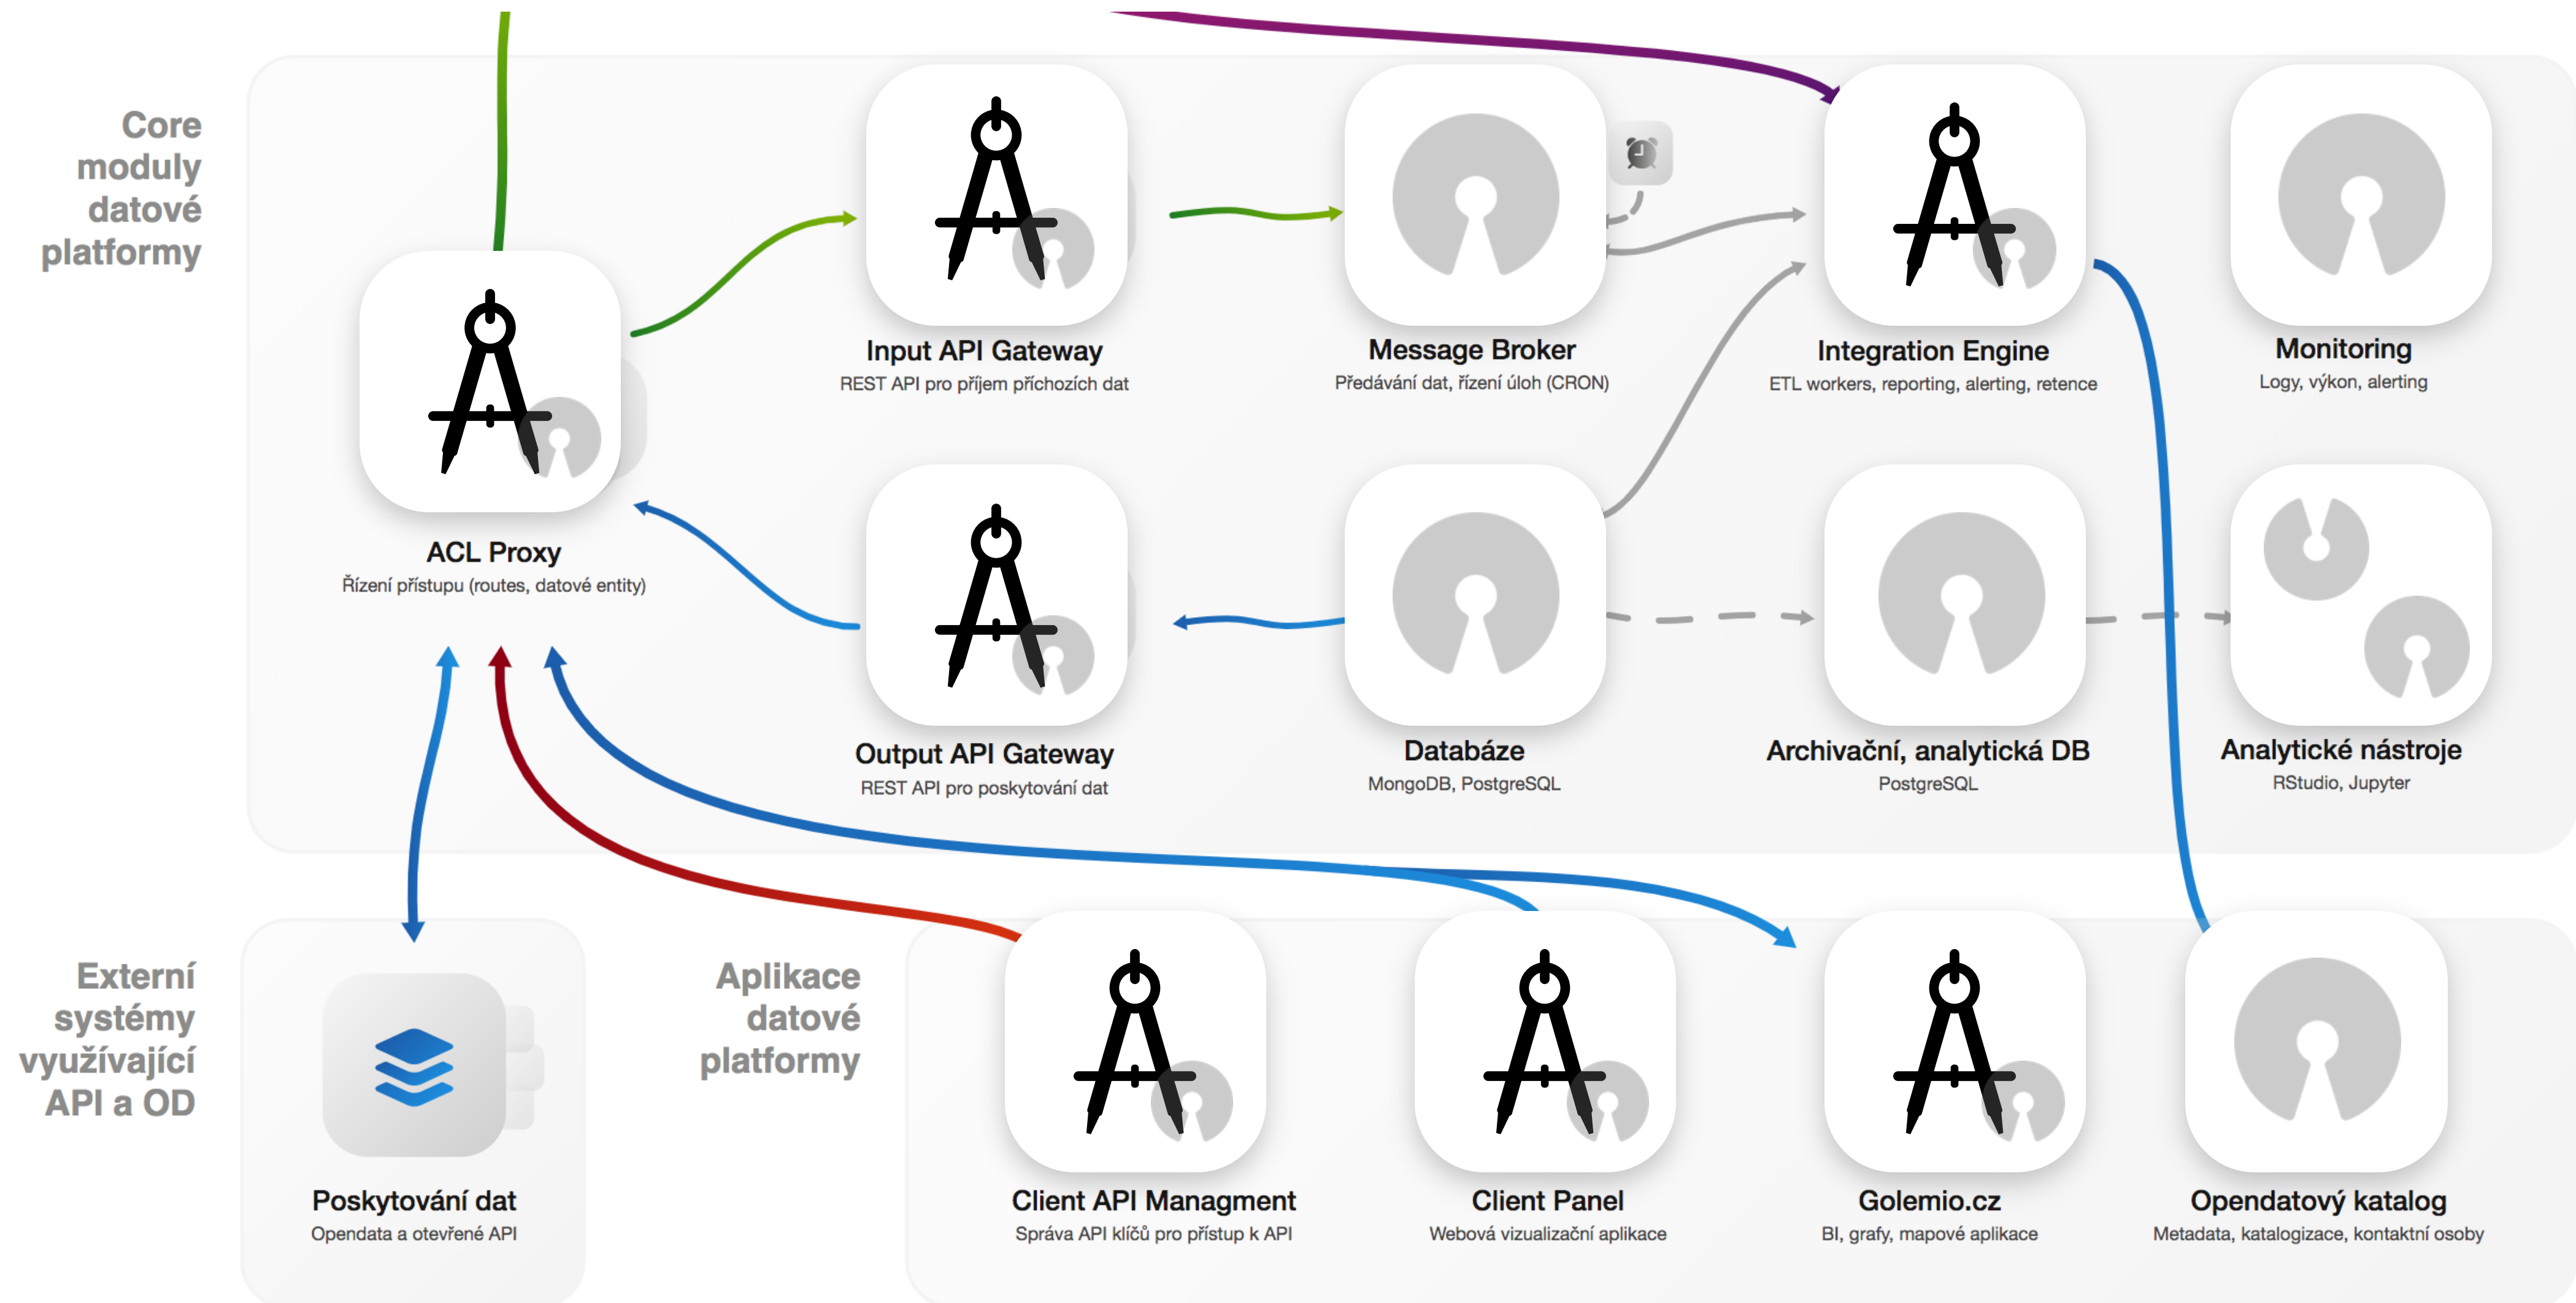 Core
moduly
datové
platformy
Input API Gateway
REST API pro příjem příchozích dat
Message Broker
Předávání dat, řízení úloh (CRON)
Integration Engine
ETL workers, reporting, alerting, retence
Monitoring
Logy, výkon, alerting
ACL Proxy
Řízení přístupu (routes, datové entity)
Output API Gateway
REST API pro poskytování dat
Databáze
MongoDB, PostgreSQL
Archivační, analytická DB
PostgreSQL
Analytické nástroje
RStudio, Jupyter
Externí
systémy
využívající
API a OD
Poskytování dat
Opendata a otevřené API
Aplikace
datové
platformy
Client API Managment
Správa API klíčů pro přístup k API
Client Panel
Webová vizualizační aplikace
Golemio.cz
BI, grafy, mapové aplikace
Opendatový katalog
Metadata, katalogizace, kontaktní osoby